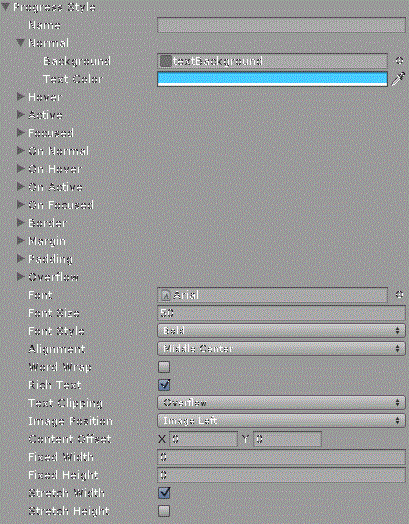 Progress Style
Name
Normal
Background textBackground
Text Color
Hover
Active
Focused
On Normal
On Hover
On Active
On Focused
Border
Margin
Padding
Overflow
Font Arial
Font Size
Font Style Bold
Alignment Middle Center
Word Wrap
Rich Text
Text Clipping Overflow
Image Position Image Left
Content Offset X 0 Y 0
Fixed Width 0
Fixed Height 0
Stretch Width
Stretch Height